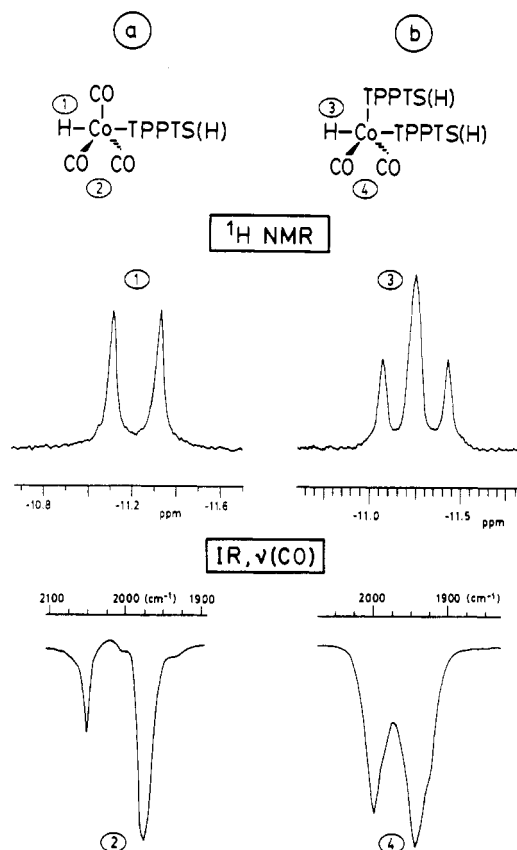 a b
① CO ③ TPPTS(H)
H-Co-TPPTS(H) H-Co-TPPTS(H)
CO CO CO CO
② ④
¹H NMR
① ③
-10.8 -11.2 -11.6 -11.0 -11.5
ppm ppm
IR, ν(CO)
2100 2000 (cm⁻¹) 1900 2000 (cm⁻¹) 1900
② ④